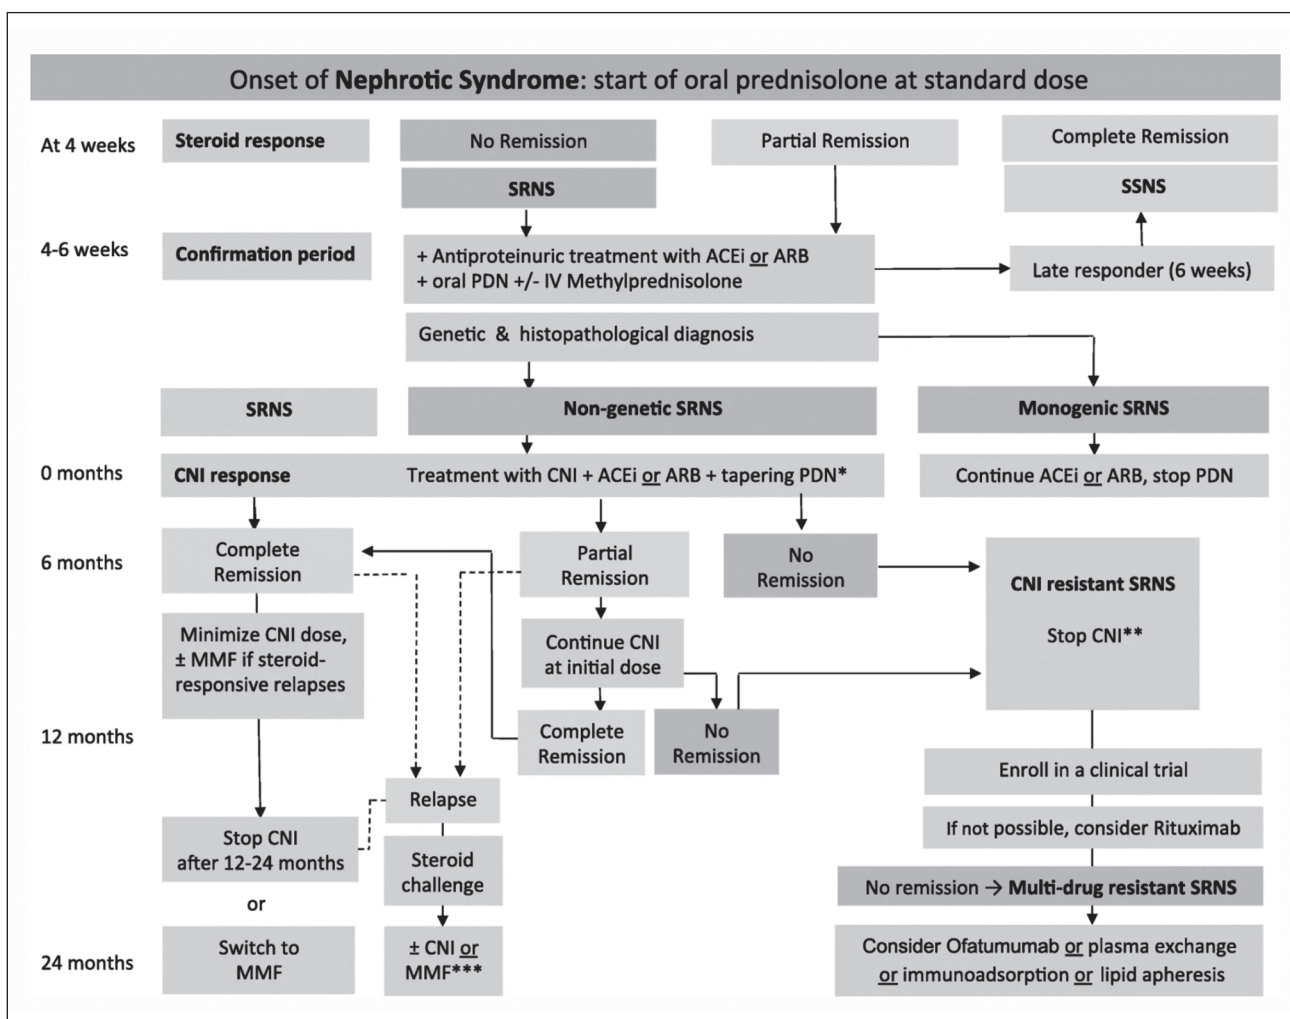 Onset of Nephrotic Syndrome: start of oral prednisolone at standard dose
At 4 weeks
Steroid response
No Remission
Partial Remission
Complete Remission
SRNS
SSNS
4-6 weeks
Confirmation period
+ Antiproteinuric treatment with ACEi or ARB
+ oral PDN +/- IV Methylprednisolone
Late responder (6 weeks)
Genetic & histopathological diagnosis
SRNS
Non-genetic SRNS
Monogenic SRNS
0 months
CNI response
Treatment with CNI + ACEi or ARB + tapering PDN*
Continue ACEi or ARB, stop PDN
6 months
Complete
Remission
Partial
Remission
No
Remission
CNI resistant SRNS
Stop CNI**
Minimize CNI dose,
± MMF if steroid-
responsive relapses
Continue CNI
at initial dose
12 months
Complete
Remission
No
Remission
Enroll in a clinical trial
Relapse
If not possible, consider Rituximab
Stop CNI
after 12-24 months
Steroid
challenge
No remission → Multi-drug resistant SRNS
or
24 months
Switch to
MMF
± CNI or
MMF***
Consider Ofatumumab or plasma exchange
or immunoadsorption or lipid apheresis